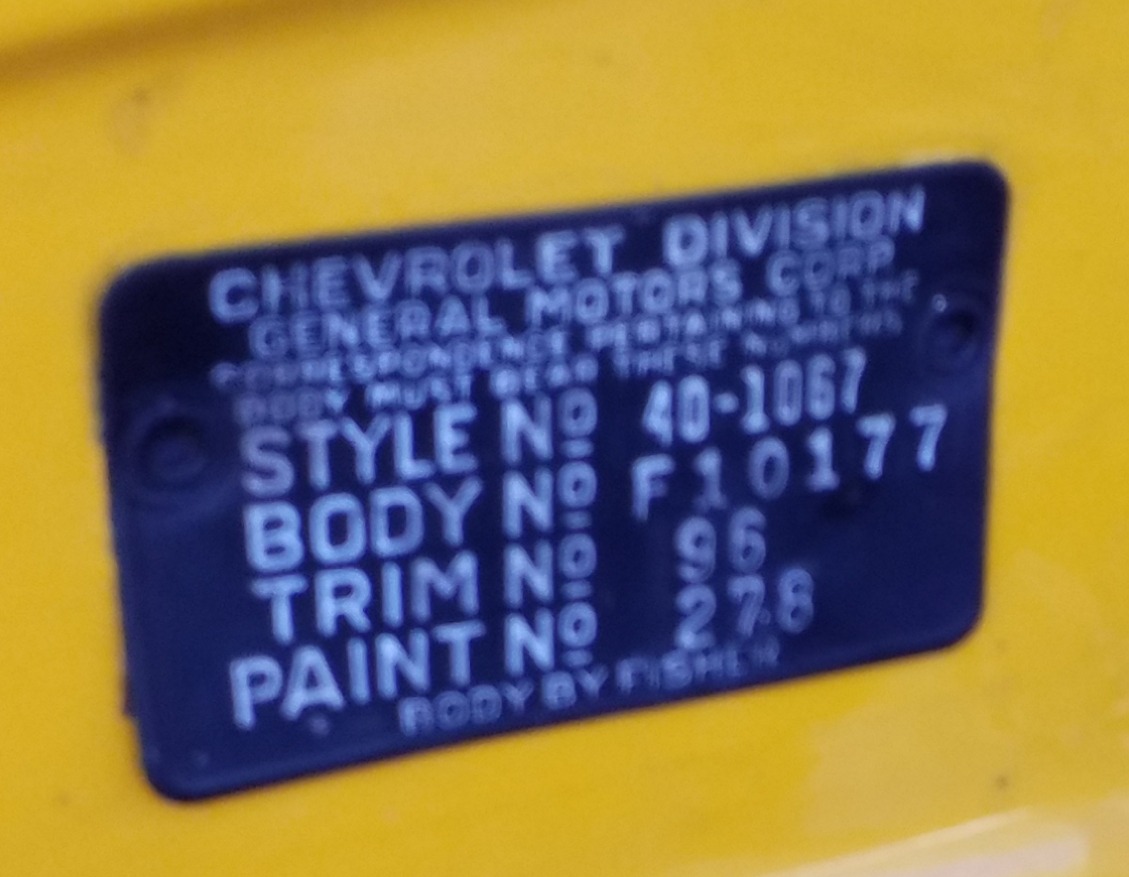 CHEVROLET DIVISION
GENERAL MOTORS CORP.
CORRESPONDENCE PERTAINING TO THE
BODY MUST BEAR THESE NUMBERS
STYLE Nº 40-1067
BODY Nº F10177
TRIM Nº 96
PAINT Nº 278
BODY BY FISHER